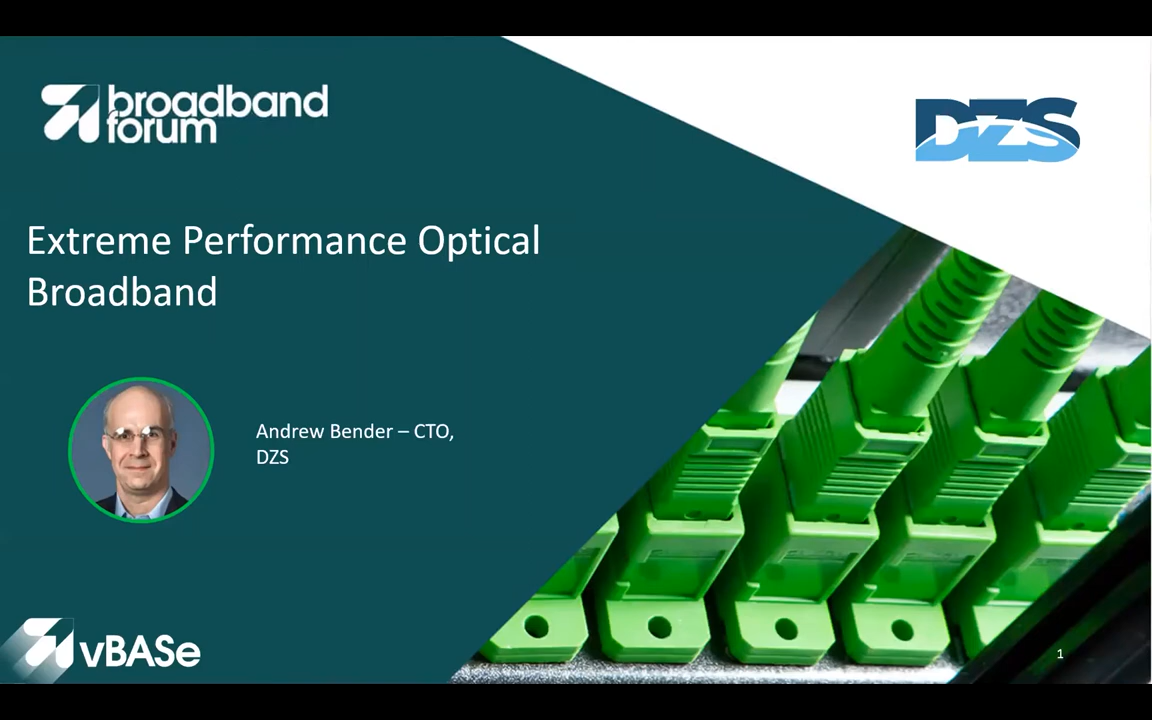 broadband
forum
DZS
Extreme Performance Optical
Broadband
Andrew Bender – CTO,
DZS
vBASe
1